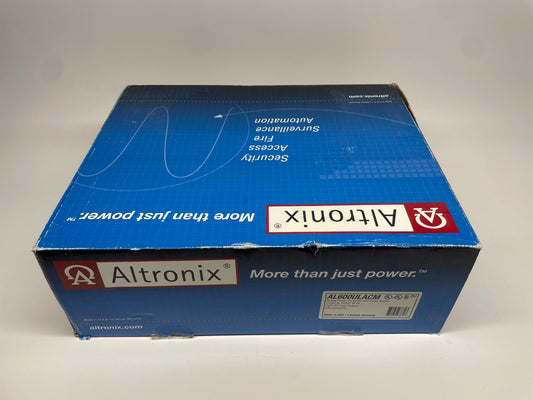 altronix.com
Security
Access
Fire
Surveillance
Automation
More than just power.™
Altronix®
Altronix®
More than just power.™
altronix.com
AL600ULACM